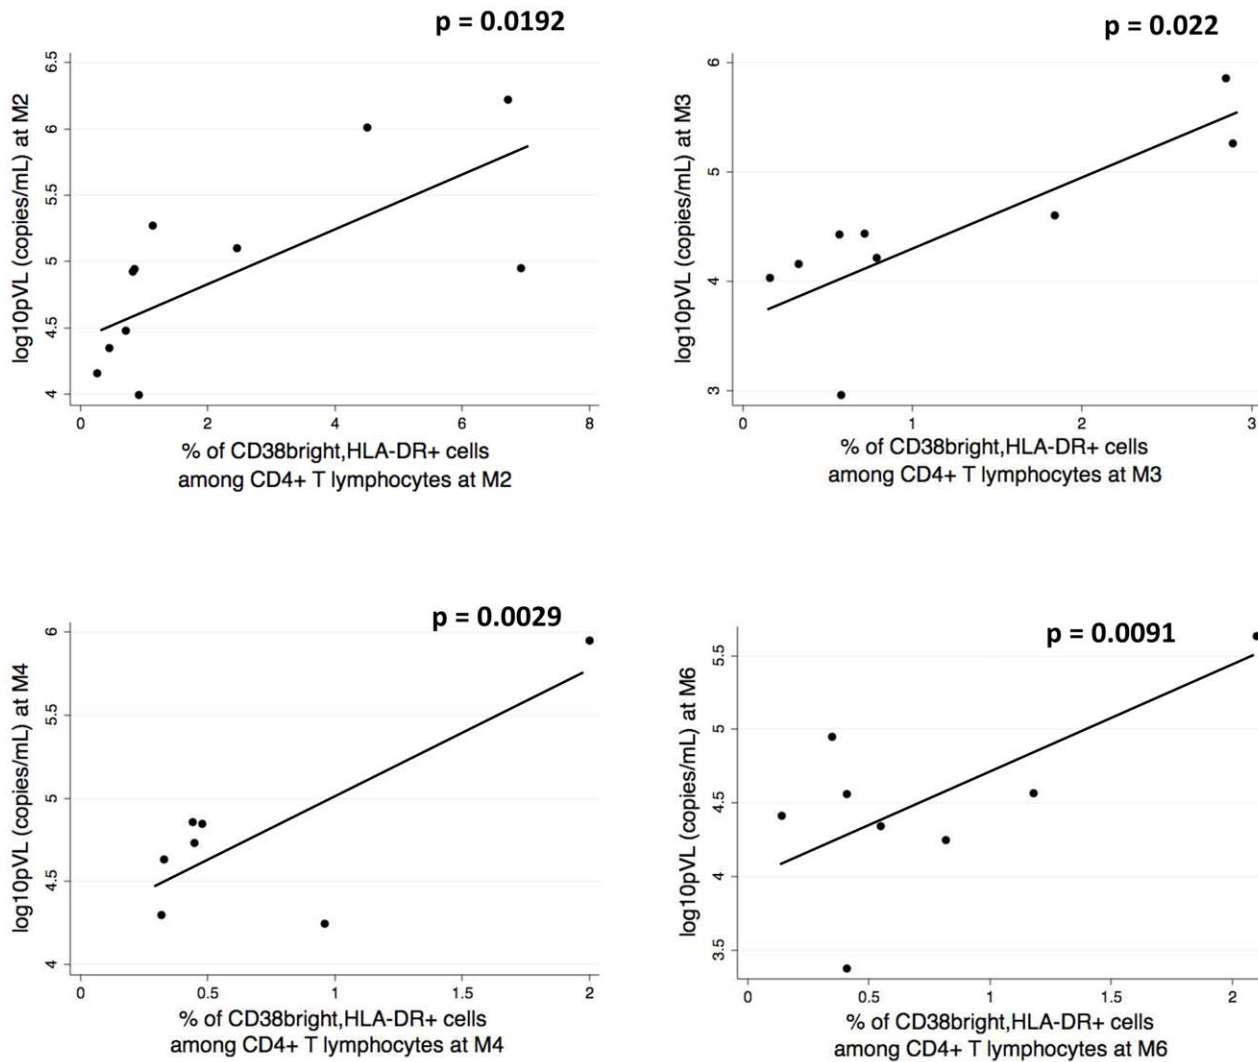 p = 0.0192
6.5
6
5.5
5
4.5
4
log10pVL (copies/mL) at M2
0 2 4 6 8
% of CD38bright,HLA-DR+ cells
among CD4+ T lymphocytes at M2
p = 0.022
6
5
4
3
log10pVL (copies/mL) at M3
0 1 2 3
% of CD38bright,HLA-DR+ cells
among CD4+ T lymphocytes at M3
p = 0.0029
6
5.5
5
4.5
4
log10pVL (copies/mL) at M4
0 0.5 1 1.5 2
% of CD38bright,HLA-DR+ cells
among CD4+ T lymphocytes at M4
p = 0.0091
5.5
5
4.5
4
3.5
log10pVL (copies/mL) at M6
0 0.5 1 1.5 2
% of CD38bright,HLA-DR+ cells
among CD4+ T lymphocytes at M6